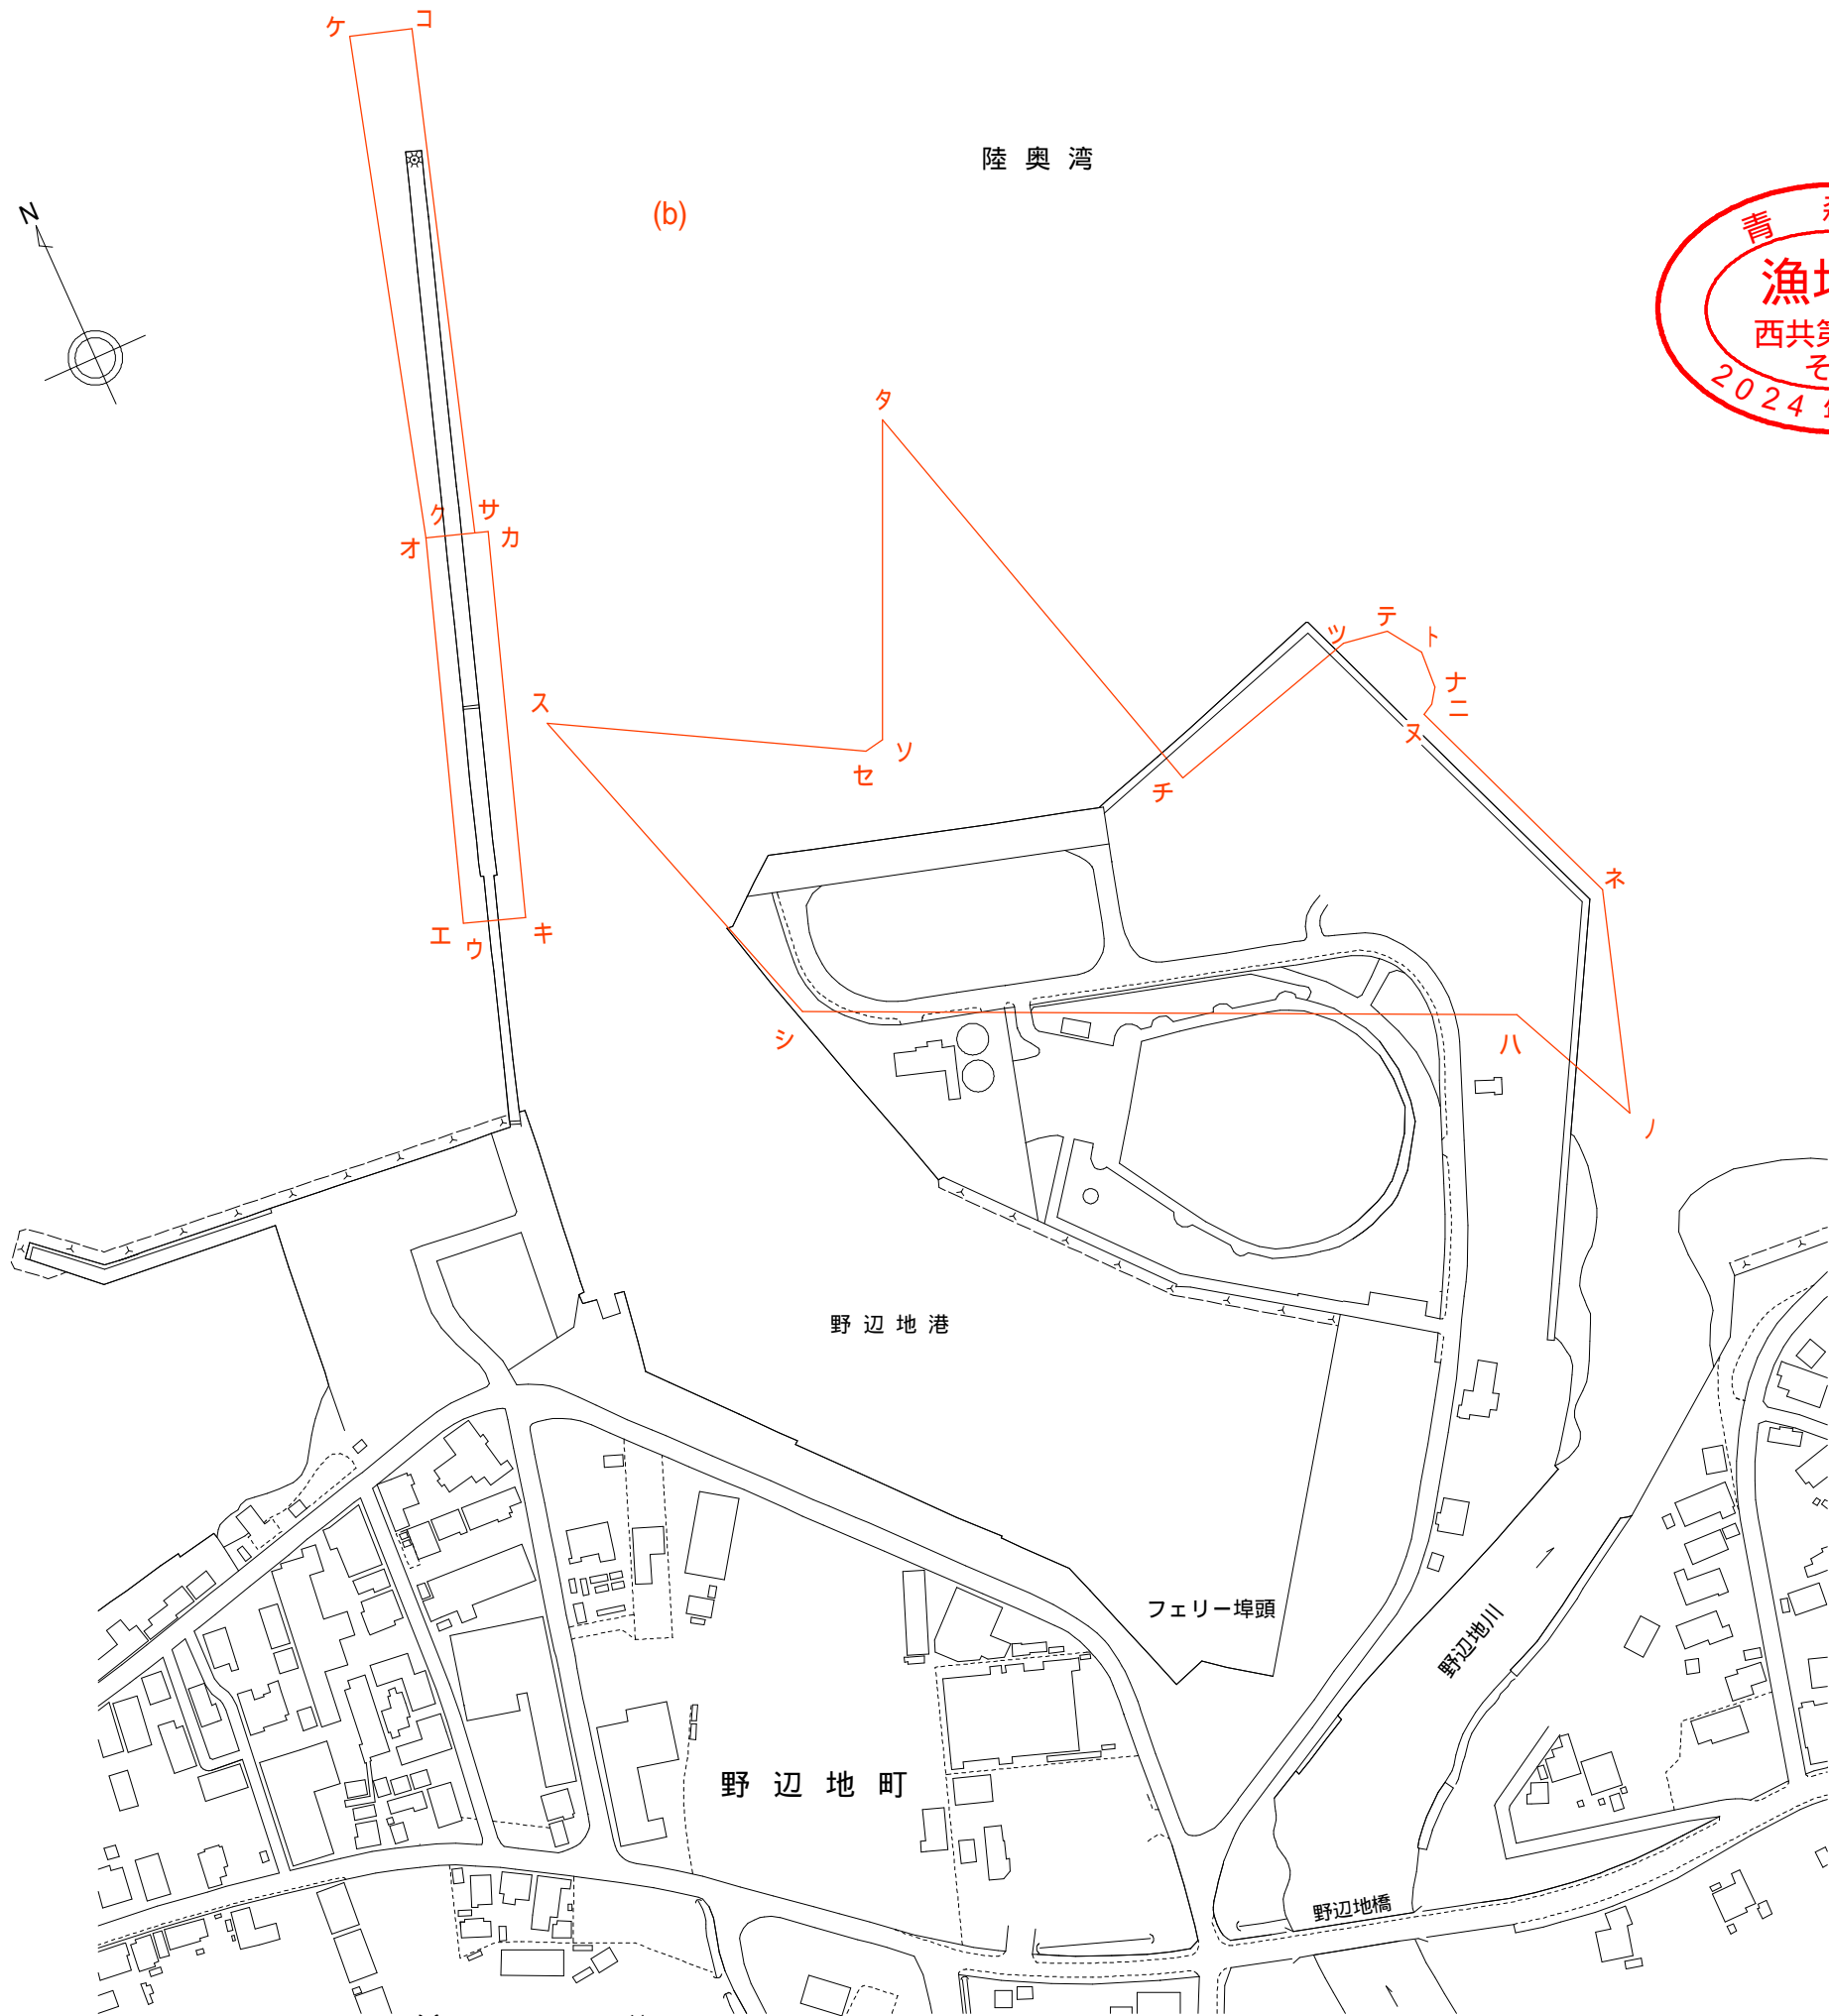 ケ
コ
陸奥湾
N
(b)
青
漁
西共第
そ
2024
タ
ク
サ
オ
カ
ス
セ
ソ
ツ
テ
ト
ナ
ニ
ヌ
チ
ネ
エ
ウ
キ
シ
ハ
ノ
野辺地港
フェリー埠頭
野辺地川
野辺地町
野辺地橋